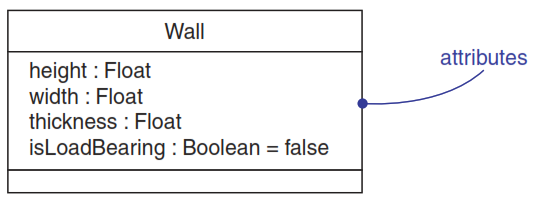 Wall
height : Float
width : Float
thickness : Float
isLoadBearing : Boolean = false
attributes